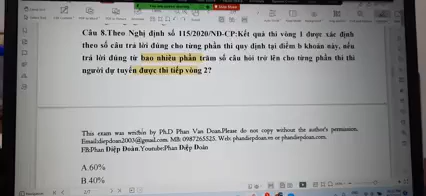 Câu 8.Theo Nghị định số 115/2020/NĐ-CP:Kết quả thi vòng 1 được xác định
theo số câu trả lời đúng cho từng phần thi quy định tại điểm b khoản này, nếu
trả lời đúng từ bao nhiêu phần trăm số câu hỏi trở lên cho từng phần thi thì
người dự tuyển được thi tiếp vòng 2?
This exam was written by Ph.D Phan Van Doan.Please do not copy without the author's permission.
Email:diepdoan2003@gmail.com. MB: 0987265525. Web: phandiepdoan.vn or phandiepdoan.com.
FB:Phan Diệp Đoàn.Youtube:Phan Diệp Đoàn
A.60%
B.40%